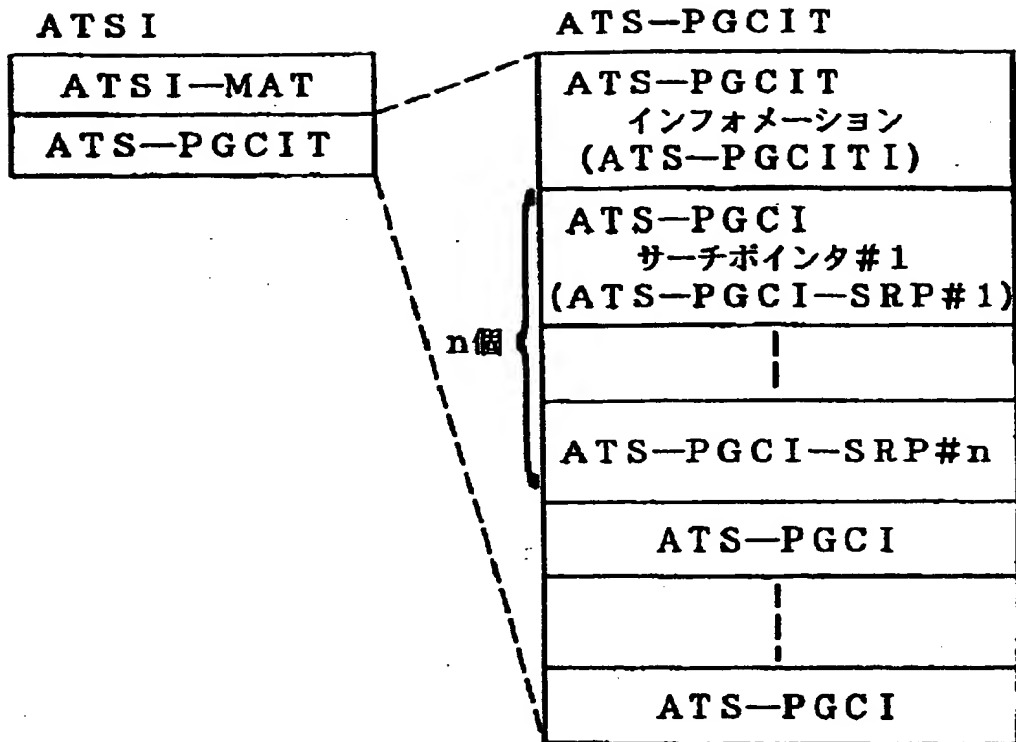 ATSI
ATSI—MAT
ATS—PGCIT
ATS—PGCIT
ATS—PGCIT
インフォメーション
(ATS—PGCITI)
ATS—PGCI
サーチポインタ#1
(ATS—PGCI—SRP#1)
n個
ATS—PGCI—SRP#n
ATS—PGCI
ATS—PGCI